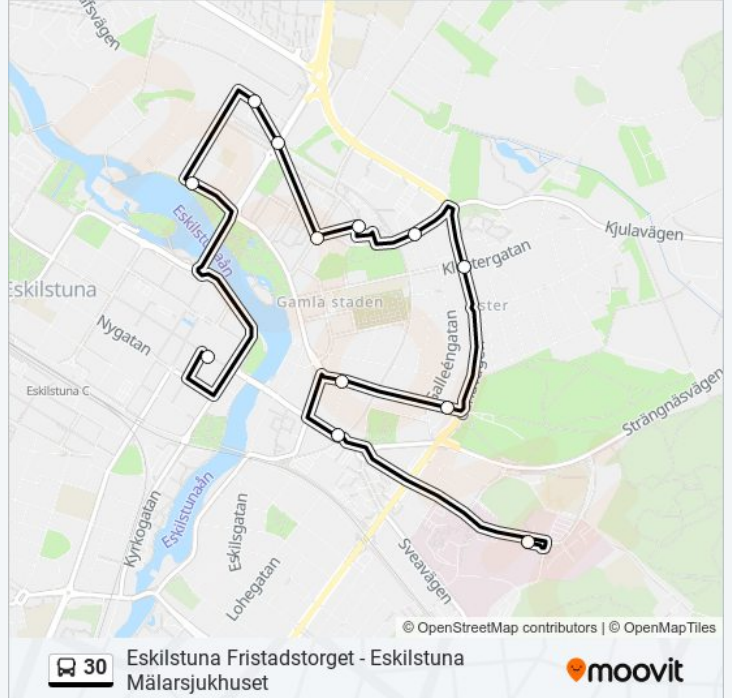 Kjulavägen
Klostergatan
Eskilstunaån
Gamla staden
Eskilstuna
Nygatan
Eskilstuna C
Strängnäsvägen
Eskilstunaån
Kyrkogatan
Eskilsgatan
Lohegatan
Sveavägen
© OpenStreetMap contributors | © OpenMapTiles
30
Eskilstuna Fristadstorget - Eskilstuna
Mälarsjukhuset
moovit